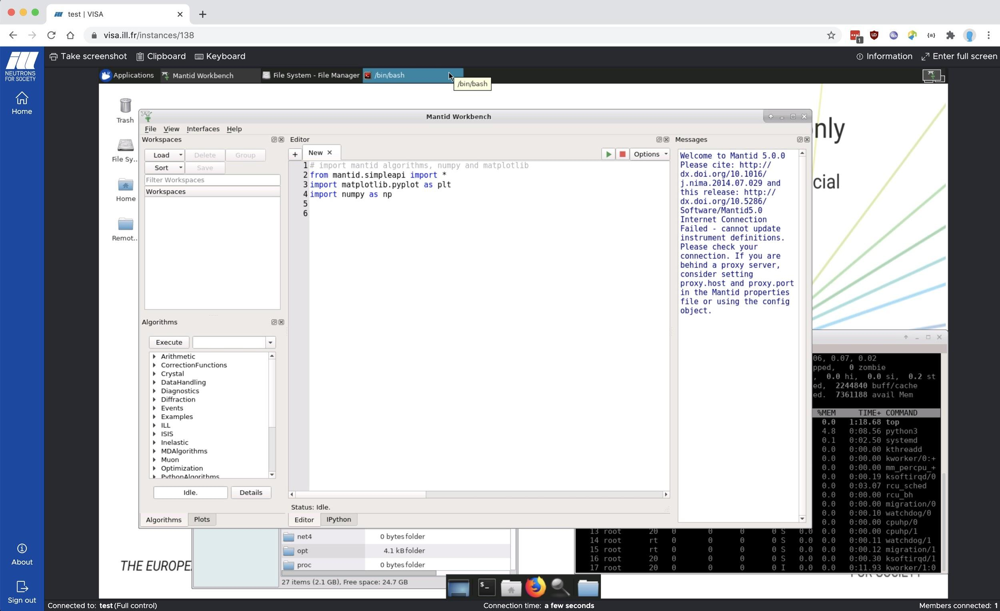 test | VISA
visa.ill.fr/instances/138
1
NEUTRONS
FOR SOCIETY
Take screenshot
Clipboard
Keyboard
Information
Enter full screen
Home
Applications
Mantid Workbench
File System - File Manager
/bin/bash
/bin/bash
Trash
File Sy..
Home
Remot..
nly
cial
Mantid Workbench
File View Interfaces Help
Workspaces
Load
Delete
Group
Sort
Save
Filter Workspaces
Workspaces
Algorithms
Execute
Arithmetic
CorrectionFunctions
Crystal
DataHandling
Diagnostics
Diffraction
Events
Examples
ILL
ISIS
Inelastic
MDAlgorithms
Muon
Optimization
PythonAlgorithms
Idle.
Details
Algorithms
Plots
Editor
New
Options
1 # import mantid algorithms, numpy and matplotlib
2 from mantid.simpleapi import *
3 import matplotlib.pyplot as plt
4 import numpy as np
5
6
Status: Idle.
Editor
IPython
Messages
Welcome to Mantid 5.0.0
Please cite: http://
dx.doi.org/10.1016/
j.nima.2014.07.029 and
this release: http://
dx.doi.org/10.5286/
Software/Mantid5.0
Internet Connection
Failed - cannot update
instrument definitions.
Please check your
connection. If you are
behind a proxy server,
consider setting
proxy.host and proxy.port
in the Mantid properties
file or using the config
object.
06, 0.07, 0.02
pped, 0 zombie
, 0.0 hi, 0.0 si, 0.2 st
ed, 2244840 buff/cache
ed. 7361188 avail Mem
%MEM TIME+ COMMAND
0.0 1:18.68 top
4.8 0:08.56 python3
0.1 0:02.50 systemd
0.0 0:00.00 kthreadd
0.0 0:00.00 kworker/0:+
0.0 0:00.00 mm_percpu_+
0.0 0:00.19 ksoftirqd/0
0.0 0:03.07 rcu_sched
0.0 0:00.00 rcu_bh
0.0 0:00.00 migration/0
0.0 0:00.10 watchdog/0
0.0 0:00.00 cpuhp/0
13 root 20 0 0 0 0 S 0.0 0.0 0:00.00 cpuhp/1
14 root rt 0 0 0 0 S 0.0 0.0 0:00.11 watchdog/1
15 root rt 0 0 0 0 S 0.0 0.0 0:00.12 migration/1
16 root 20 0 0 0 0 S 0.0 0.0 0:00.30 ksoftirqd/1
17 root 20 0 0 0 0 I 0.0 0.0 0:11.93 kworker/1:0
net4 0 bytes folder
opt 4.1 kB folder
proc 0 bytes folder
27 items (2.1 GB), Free space: 24.7 GB
THE EUROPE
FOR SOCIETY
About
Sign out
Connected to: test (Full control)
Connection time: a few seconds
Members connected: 1